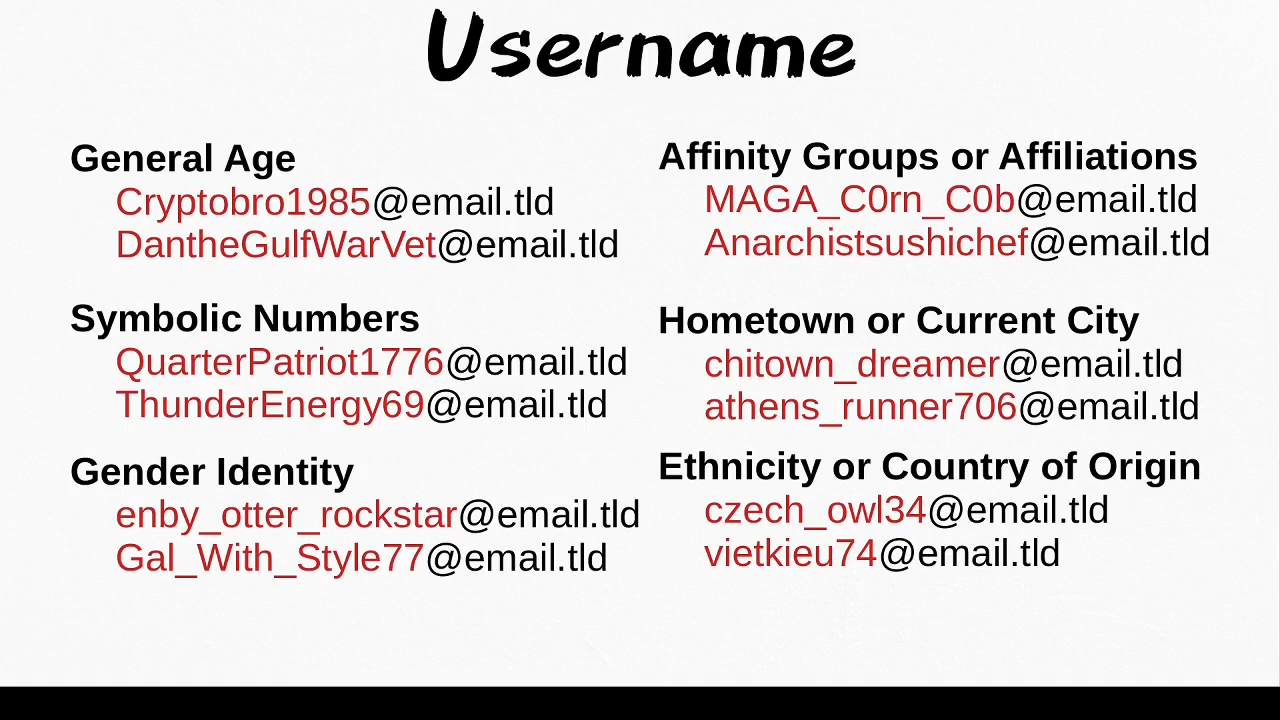 Username
General Age
Cryptobro1985@email.tld
DantheGulfWarVet@email.tld
Symbolic Numbers
QuarterPatriot1776@email.tld
ThunderEnergy69@email.tld
Gender Identity
enby_otter_rockstar@email.tld
Gal_With_Style77@email.tld
Affinity Groups or Affiliations
MAGA_C0rn_C0b@email.tld
Anarchistsushichef@email.tld
Hometown or Current City
chitown_dreamer@email.tld
athens_runner706@email.tld
Ethnicity or Country of Origin
czech_owl34@email.tld
vietkieu74@email.tld